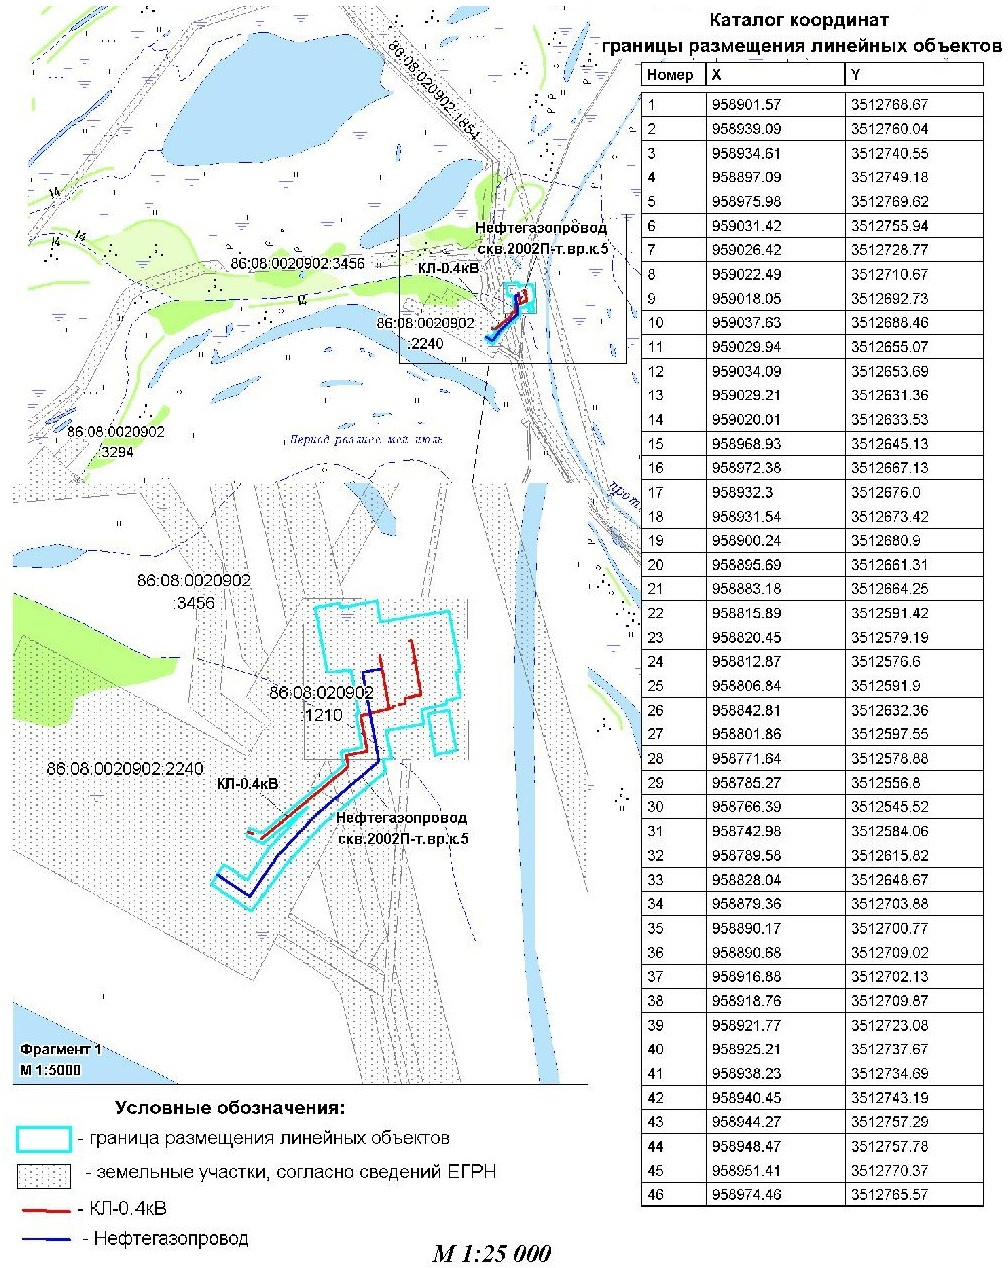 Каталог координат
границы размещения линейных объектов
Номер X Y
1 958901.57 3512768.67
2 958939.09 3512760.04
3 958934.61 3512740.55
4 958897.09 3512749.18
5 958975.98 3512769.62
6 959031.42 3512755.94
7 959026.42 3512728.77
8 959022.49 3512710.67
9 959018.05 3512692.73
10 959037.63 3512688.46
11 959029.94 3512655.07
12 959034.09 3512653.69
13 959029.21 3512631.36
14 959020.01 3512633.53
15 958968.93 3512645.13
16 958972.38 3512667.13
17 958932.3 3512676.0
18 958931.54 3512673.42
19 958900.24 3512680.9
20 958895.69 3512661.31
21 958883.18 3512664.25
22 958815.89 3512591.42
23 958820.45 3512579.19
24 958812.87 3512576.6
25 958806.84 3512591.9
26 958842.81 3512632.36
27 958801.86 3512597.55
28 958771.64 3512578.88
29 958785.27 3512556.8
30 958766.39 3512545.52
31 958742.98 3512584.06
32 958789.58 3512615.82
33 958828.04 3512648.67
34 958879.36 3512703.88
35 958890.17 3512700.77
36 958890.68 3512709.02
37 958916.88 3512702.13
38 958918.76 3512709.87
39 958921.77 3512723.08
40 958925.21 3512737.67
41 958938.23 3512734.69
42 958940.45 3512743.19
43 958944.27 3512757.29
44 958948.47 3512757.78
45 958951.41 3512770.37
46 958974.46 3512765.57
86:08:020902:1854
14
14
14
Нефтегазопровод
скв.2002П-т.вр.к.5
86:08:0020902:3456
КЛ-0.4кВ
86:08:0020902
:2240
86:08:0020902
:3294
прот.
86:08:0020902
:3456
86:08:020902
1210
86:08:0020902:2240
КЛ-0.4кВ
Нефтегазопровод
скв.2002П-т.вр.к.5
Фрагмент 1
М 1:5000
Условные обозначения:
- граница размещения линейных объектов
- земельные участки, согласно сведений ЕГРН
- КЛ-0.4кВ
- Нефтегазопровод
М 1:25 000